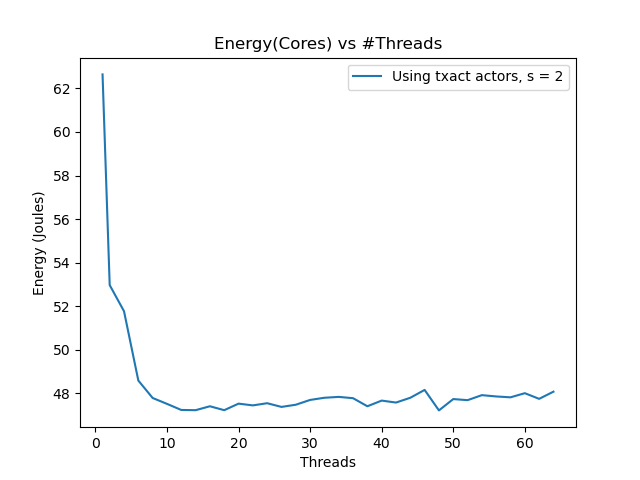 Energy(Cores) vs #Threads
Using txact actors, s = 2
62
60
58
56
54
52
50
48
Energy (Joules)
0 10 20 30 40 50 60
Threads